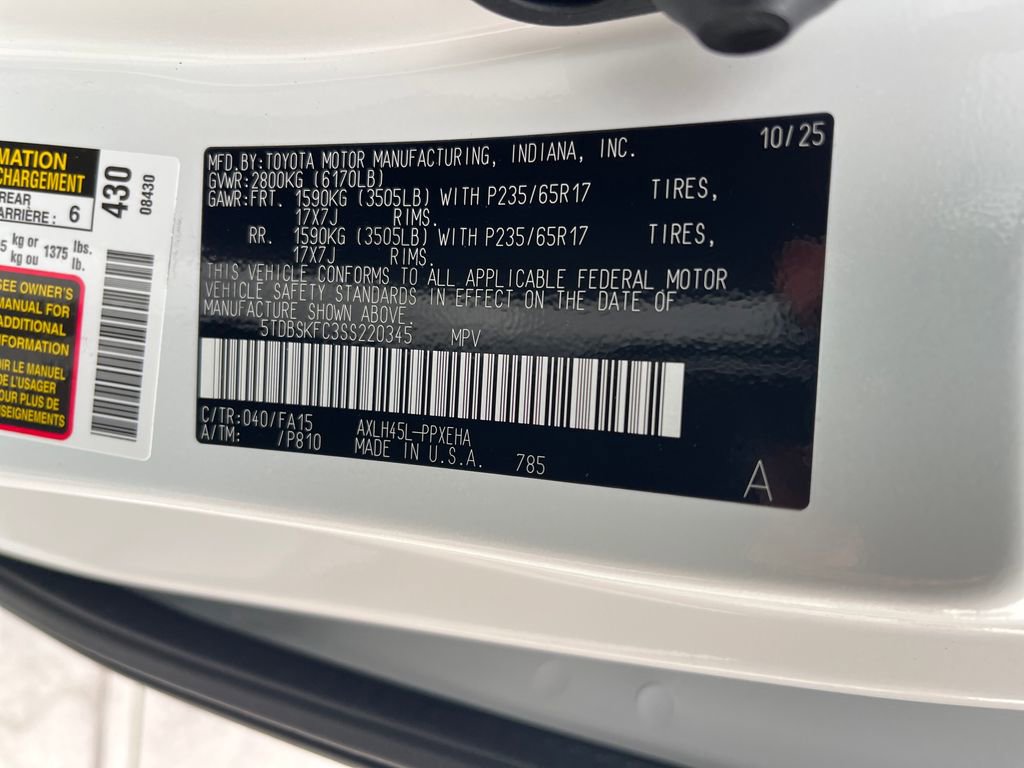 MATION
CHARGEMENT
REAR
ARRIÈRE : 6
5 kg or 1375 lbs.
kg ou lb.
SEE OWNER'S
MANUAL FOR
ADDITIONAL
INFORMATION
IR LE MANUEL
DE L'USAGER
OUR PLUS DE
SEIGNEMENTS
430
08430
10/25
MFD.BY:TOYOTA MOTOR MANUFACTURING, INDIANA, INC.
GVWR:2800KG (6170LB)
GAWR:FRT. 1590KG (3505LB) WITH P235/65R17 TIRES,
17X7J RIMS.
RR. 1590KG (3505LB) WITH P235/65R17 TIRES,
17X7J RIMS.
THIS VEHICLE CONFORMS TO ALL APPLICABLE FEDERAL MOTOR
VEHICLE SAFETY STANDARDS IN EFFECT ON THE DATE OF
MANUFACTURE SHOWN ABOVE.
5TDBSKFC3SS220345 MPV
C/TR:040/FA15 AXLH45L-PPXEHA
A/TM: /P810 MADE IN U.S.A. 785
A